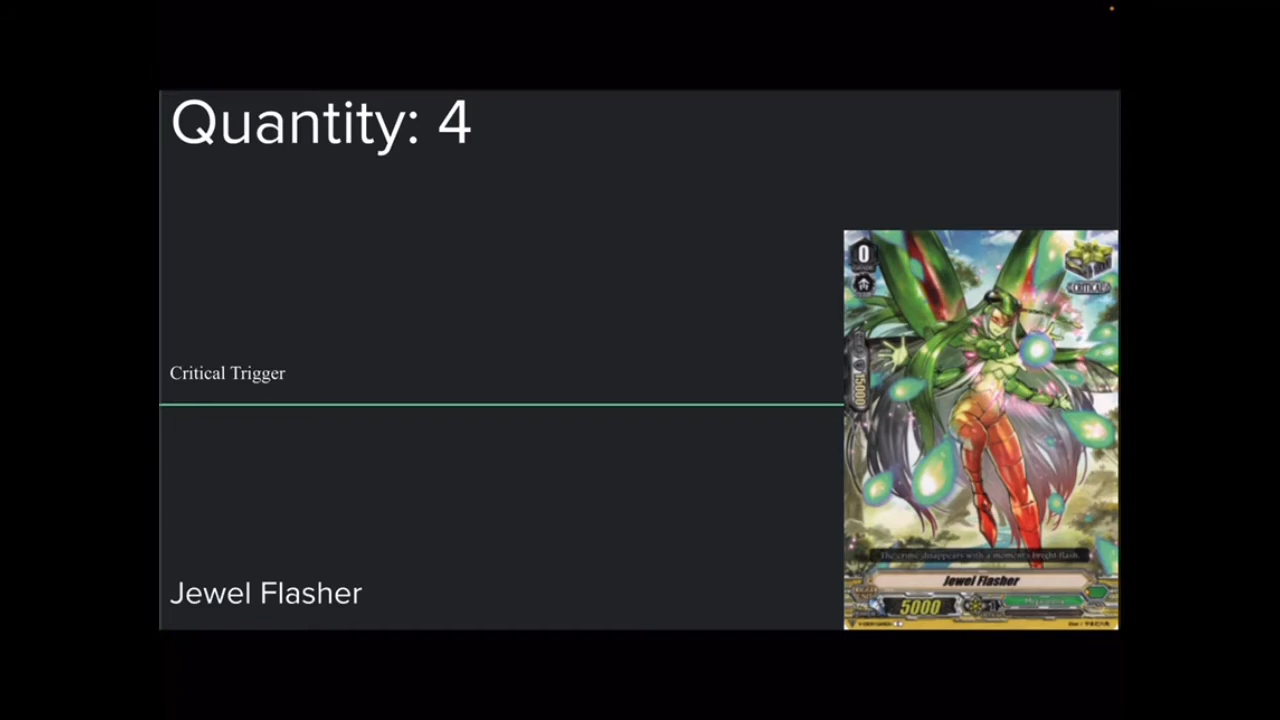 Quantity: 4
Critical Trigger
Jewel Flasher
0
CRITICAL
15000
The crime disappears with a moment's bright flash.
Jewel Flasher
TRIGGER
5000